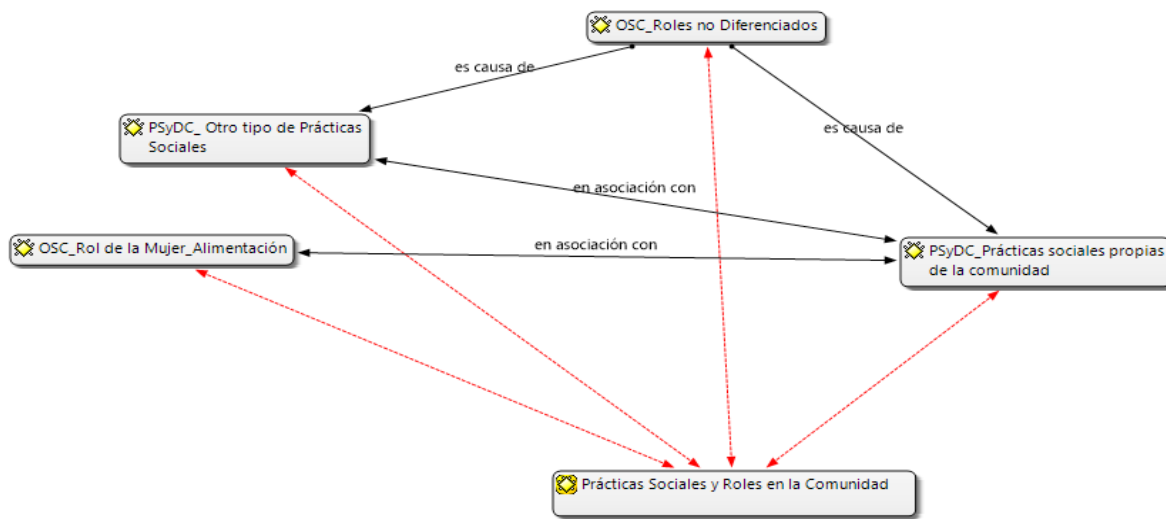 OSC_Roles no Diferenciados
es causa de
PSyDC_ Otro tipo de Prácticas
Sociales
es causa de
en asociación con
OSC_Rol de la Mujer_Alimentación
en asociación con
PSyDC_Prácticas sociales propias
de la comunidad
Prácticas Sociales y Roles en la Comunidad